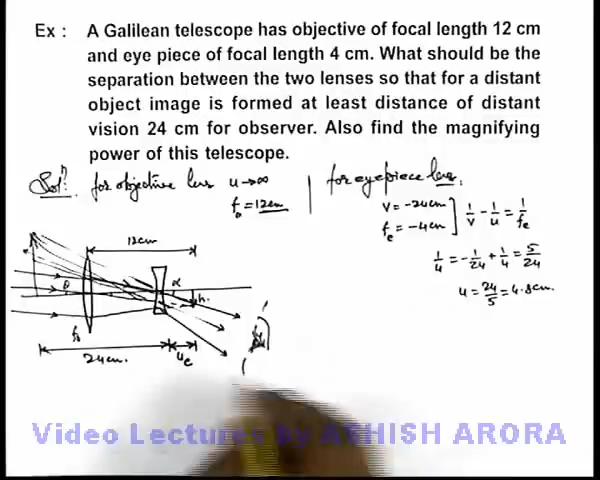 Ex : A Galilean telescope has objective of focal length 12 cm
and eye piece of focal length 4 cm. What should be the
separation between the two lenses so that for a distant
object image is formed at least distance of distant
vision 24 cm for observer. Also find the magnifying
power of this telescope.
Solⁿ. for objective lens u→∞
f₀ = 12cm
for eyepiece lens,
v = -24cm
fe = -4cm
1/v - 1/u = 1/fe
1/u = -1/24 + 1/4 = 5/24
u = 24/5 = 4.8cm.
12cm
θ α h.
f₀
24cm. ue
Video Lectures by ASHISH ARORA